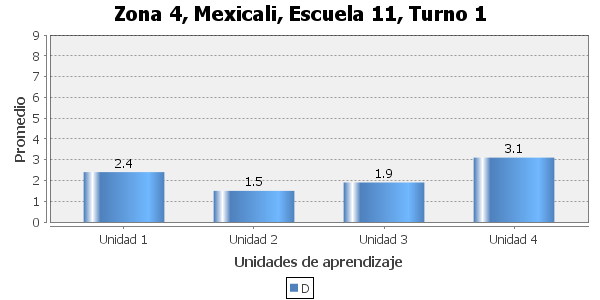 Zona 4, Mexicali, Escuela 11, Turno 1
Promedio
9
8
7
6
5
4
3
2
1
0
2.4
1.5
1.9
3.1
Unidad 1
Unidad 2
Unidad 3
Unidad 4
Unidades de aprendizaje
D